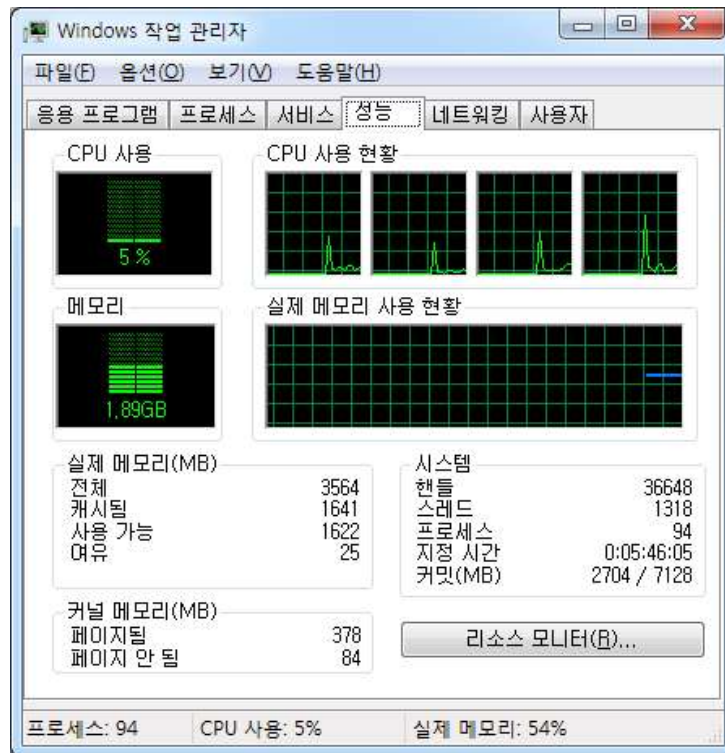 Windows 작업 관리자
파일(F) 옵션(O) 보기(V) 도움말(H)
응용 프로그램 프로세스 서비스 성능 네트워킹 사용자
CPU 사용
CPU 사용 현황
5 %
메모리
실제 메모리 사용 현황
1,89GB
실제 메모리(MB)
전체 3564
캐시됨 1641
사용 가능 1622
여유 25
시스템
핸들 36648
스레드 1318
프로세스 94
지정 시간 0:05:46:05
커밋(MB) 2704 / 7128
커널 메모리(MB)
페이지됨 378
페이지 안 됨 84
리소스 모니터(R)...
프로세스: 94 CPU 사용: 5% 실제 메모리: 54%